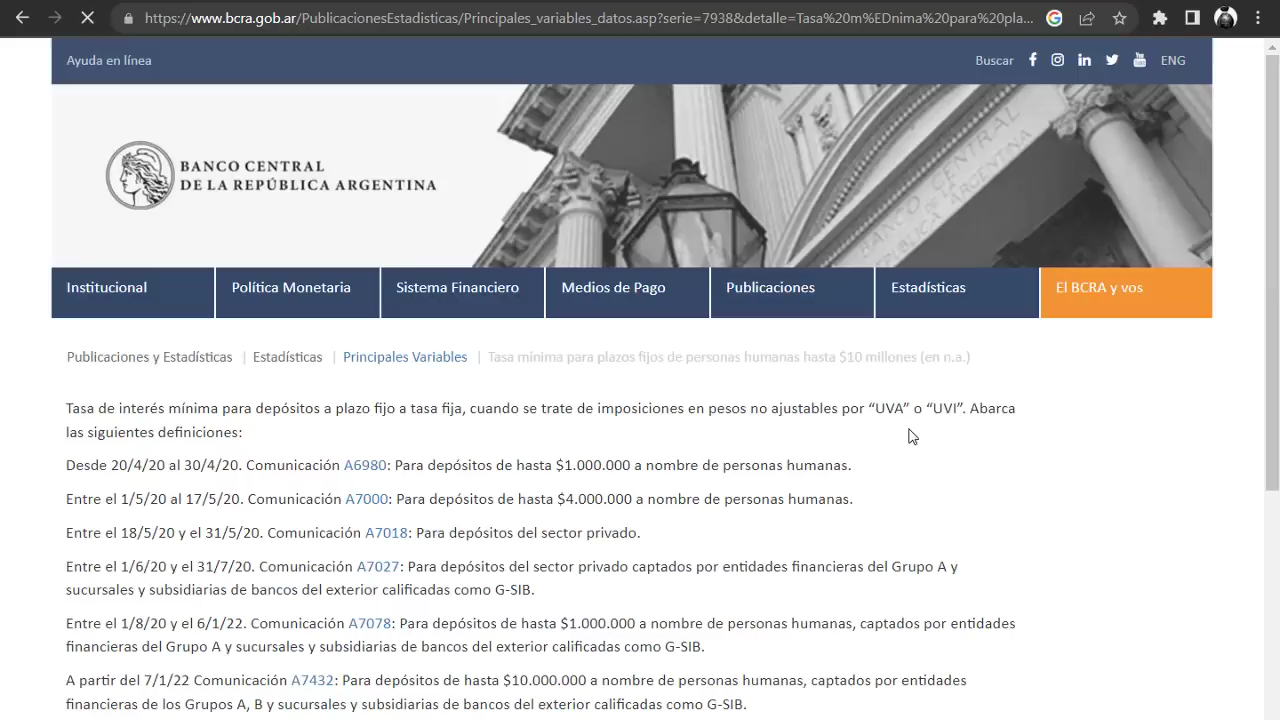 https://www.bcra.gob.ar/PublicacionesEstadisticas/Principales_variables_datos.asp?serie=7938&detalle=Tasa%20m%EDnima%20para%20pla...
Ayuda en línea
Buscar
ENG
BANCO CENTRAL
DE LA REPÚBLICA ARGENTINA
BANCO CENTRAL
Institucional
Política Monetaria
Sistema Financiero
Medios de Pago
Publicaciones
Estadísticas
El BCRA y vos
Publicaciones y Estadísticas | Estadísticas | Principales Variables | Tasa mínima para plazos fijos de personas humanas hasta $10 millones (en n.a.)
Tasa de interés mínima para depósitos a plazo fijo a tasa fija, cuando se trate de imposiciones en pesos no ajustables por “UVA” o “UVI”. Abarca
las siguientes definiciones:
Desde 20/4/20 al 30/4/20. Comunicación A6980: Para depósitos de hasta $1.000.000 a nombre de personas humanas.
Entre el 1/5/20 al 17/5/20. Comunicación A7000: Para depósitos de hasta $4.000.000 a nombre de personas humanas.
Entre el 18/5/20 y el 31/5/20. Comunicación A7018: Para depósitos del sector privado.
Entre el 1/6/20 y el 31/7/20. Comunicación A7027: Para depósitos del sector privado captados por entidades financieras del Grupo A y
sucursales y subsidiarias de bancos del exterior calificadas como G-SIB.
Entre el 1/8/20 y el 6/1/22. Comunicación A7078: Para depósitos de hasta $1.000.000 a nombre de personas humanas, captados por entidades
financieras del Grupo A y sucursales y subsidiarias de bancos del exterior calificadas como G-SIB.
A partir del 7/1/22 Comunicación A7432: Para depósitos de hasta $10.000.000 a nombre de personas humanas, captados por entidades
financieras de los Grupos A, B y sucursales y subsidiarias de bancos del exterior calificadas como G-SIB.